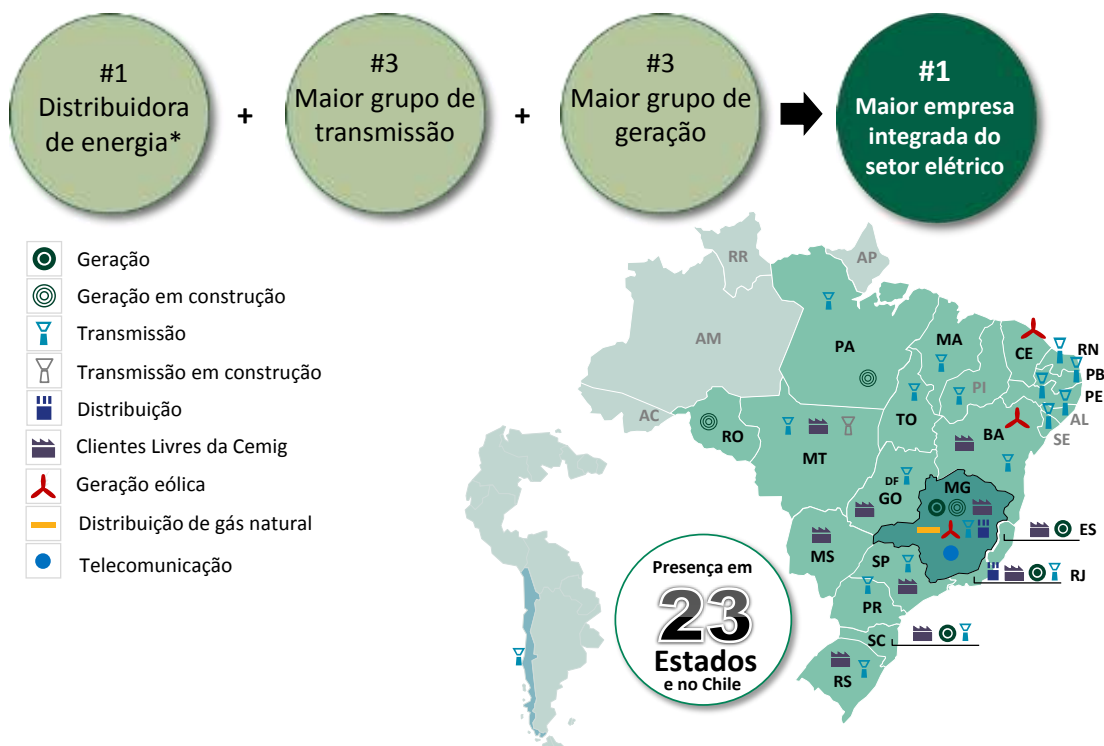 #1
Distribuidora
de energia*
+
#3
Maior grupo de
transmissão
+
#3
Maior grupo de
geração
#1
Maior empresa
integrada do
setor elétrico
Geração
Geração em construção
Transmissão
Transmissão em construção
Distribuição
Clientes Livres da Cemig
Geração eólica
Distribuição de gás natural
Telecomunicação
RR
AP
AM
PA
MA
CE
RN
PB
PE
AL
SE
PI
AC
RO
TO
BA
MT
DF
GO
MG
ES
MS
SP
RJ
PR
SC
RS
Presença em
23
Estados
e no Chile